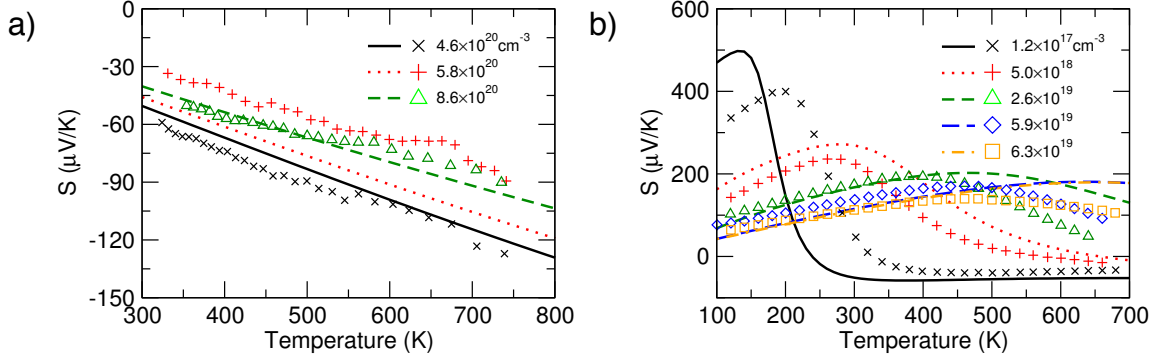 a)
0
-30
-60
-90
-120
-150
S (μV/K)
300 400 500 600 700 800
Temperature (K)
4.6×10²⁰cm⁻³
5.8×10²⁰
8.6×10²⁰
b)
600
500
400
200
0
S (μV/K)
100 200 300 400 500 600 700
Temperature (K)
1.2×10¹⁷cm⁻³
5.0×10¹⁸
2.6×10¹⁹
5.9×10¹⁹
6.3×10¹⁹